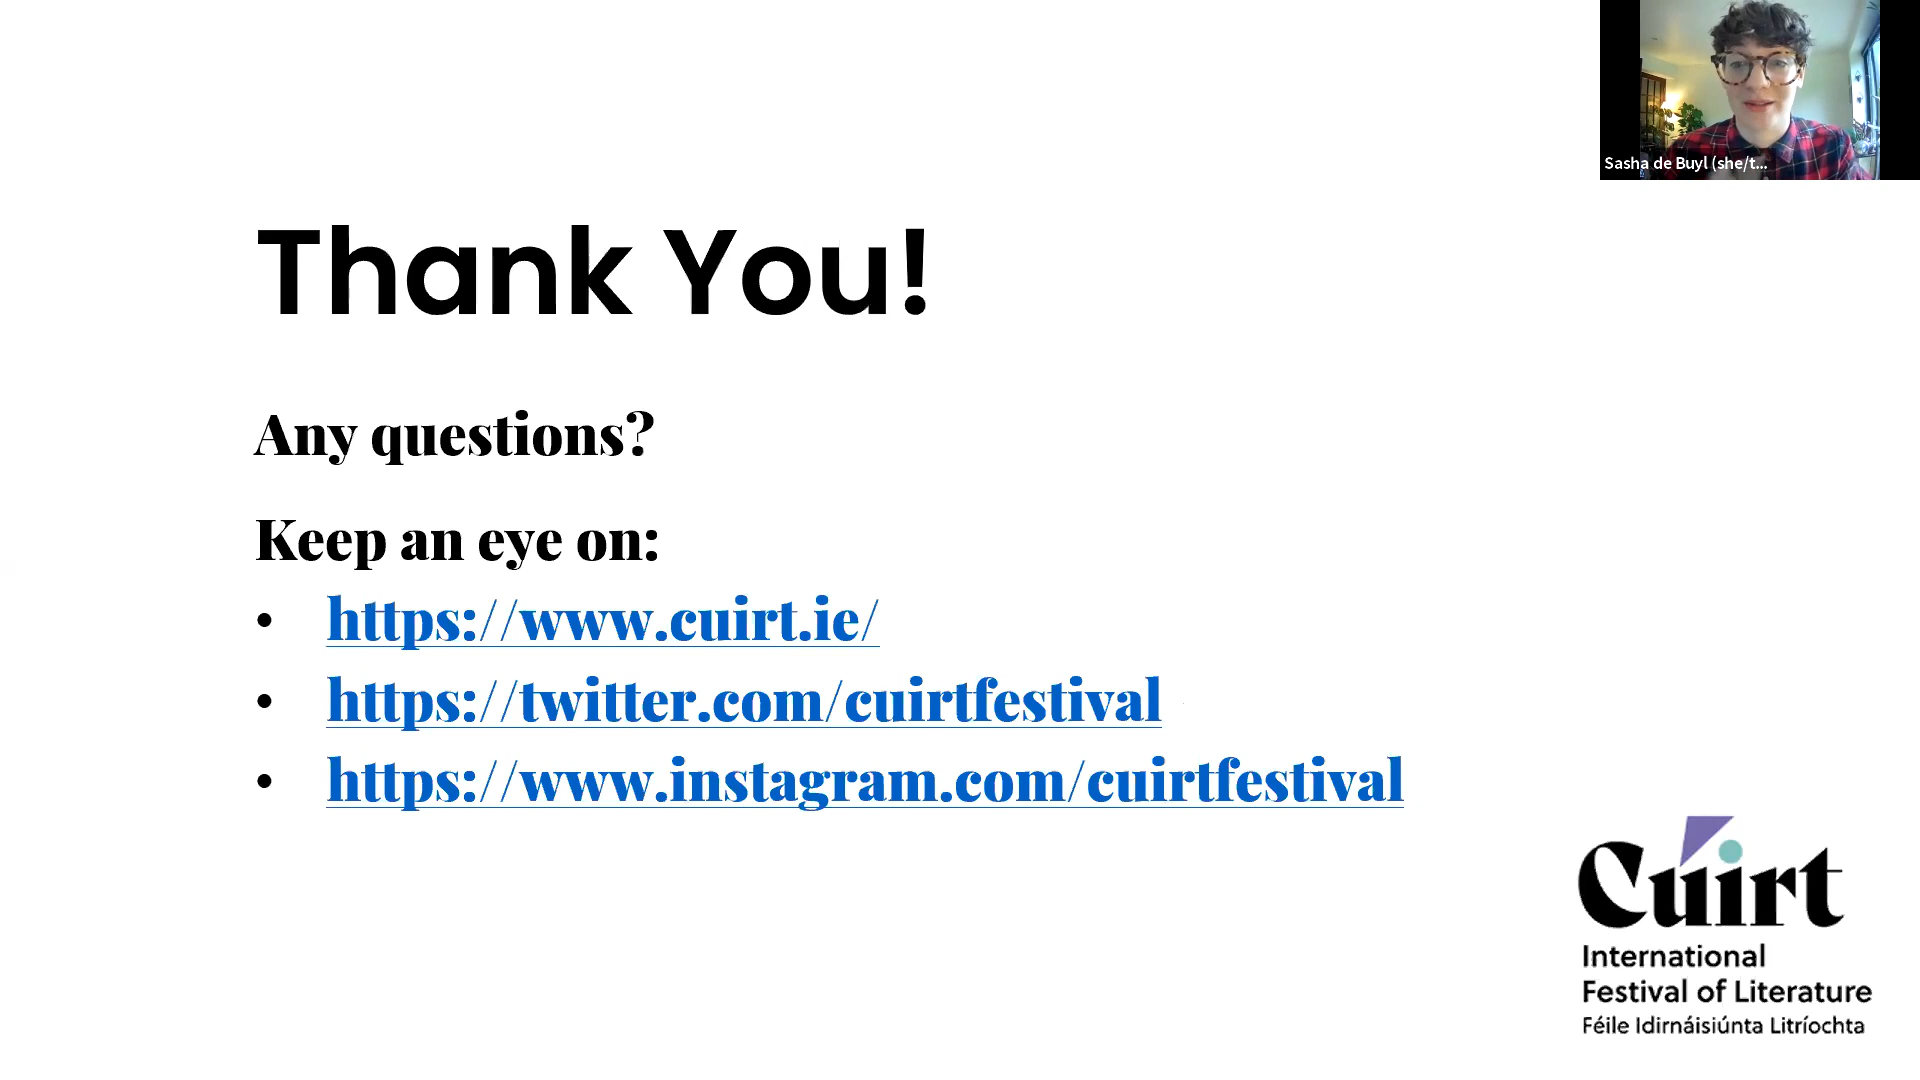 Sasha de Buyl (she/t...
Thank You!
Any questions?
Keep an eye on:
• https://www.cuirt.ie/
• https://twitter.com/cuirtfestival
• https://www.instagram.com/cuirtfestival
Cúirt
International
Festival of Literature
Féile Idirnáisiúnta Litríochta